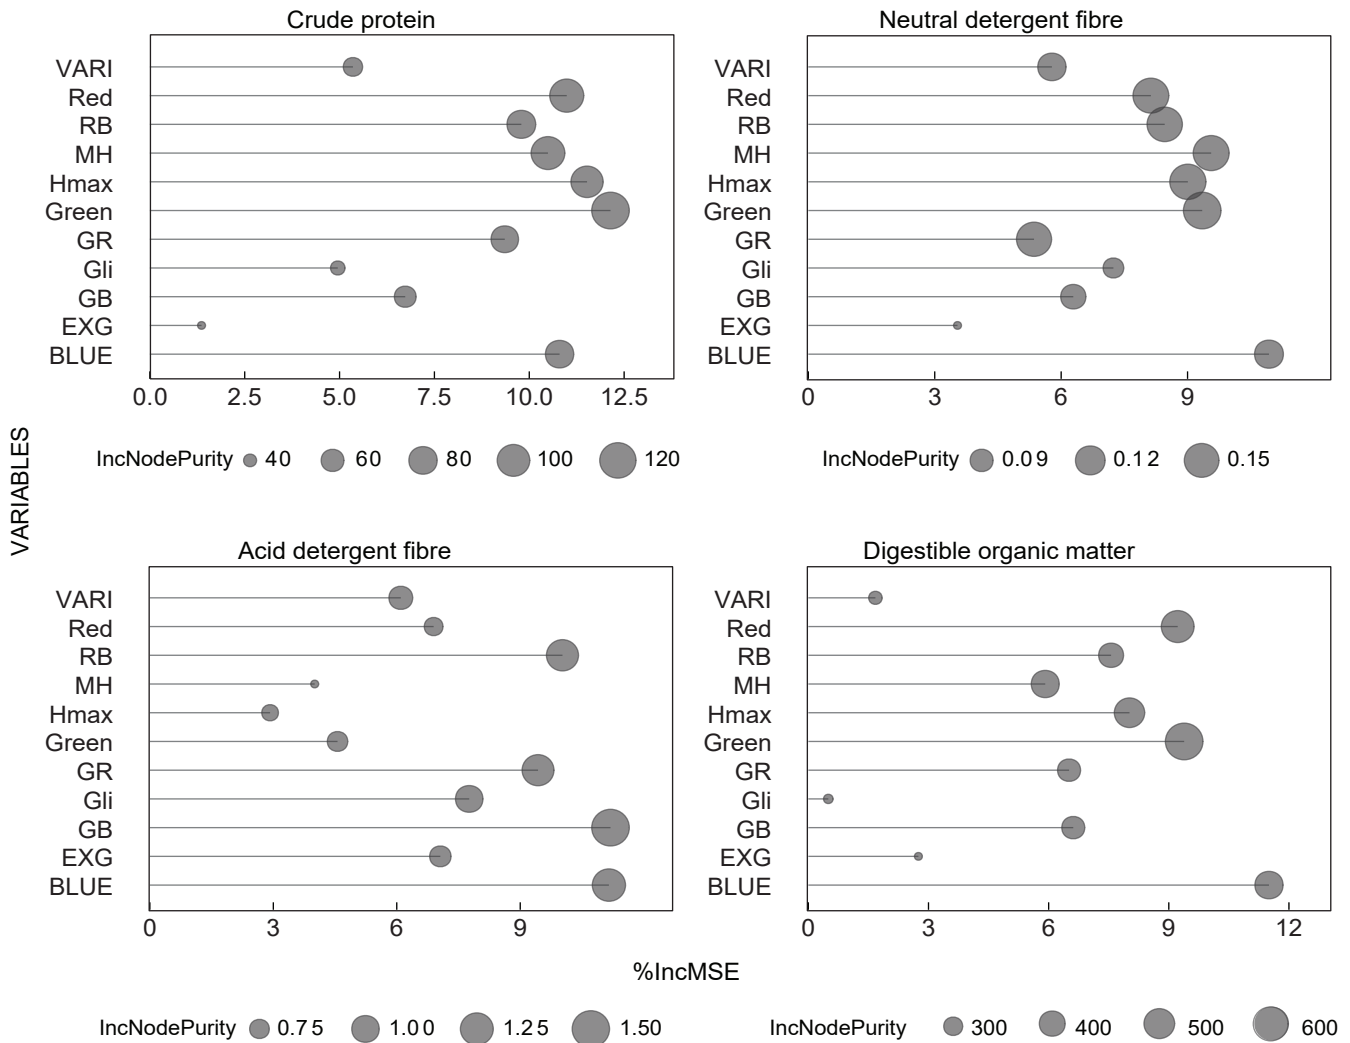 Crude protein
VARI
Red
RB
MH
Hmax
Green
GR
Gli
GB
EXG
BLUE
0.0 2.5 5.0 7.5 10.0 12.5
IncNodePurity 40 60 80 100 120
Neutral detergent fibre
VARI
Red
RB
MH
Hmax
Green
GR
Gli
GB
EXG
BLUE
0 3 6 9
IncNodePurity 0.09 0.12 0.15
VARIABLES
Acid detergent fibre
VARI
Red
RB
MH
Hmax
Green
GR
Gli
GB
EXG
BLUE
0 3 6 9
Digestible organic matter
VARI
Red
RB
MH
Hmax
Green
GR
Gli
GB
EXG
BLUE
0 3 6 9 12
%IncMSE
IncNodePurity 0.75 1.00 1.25 1.50
IncNodePurity 300 400 500 600